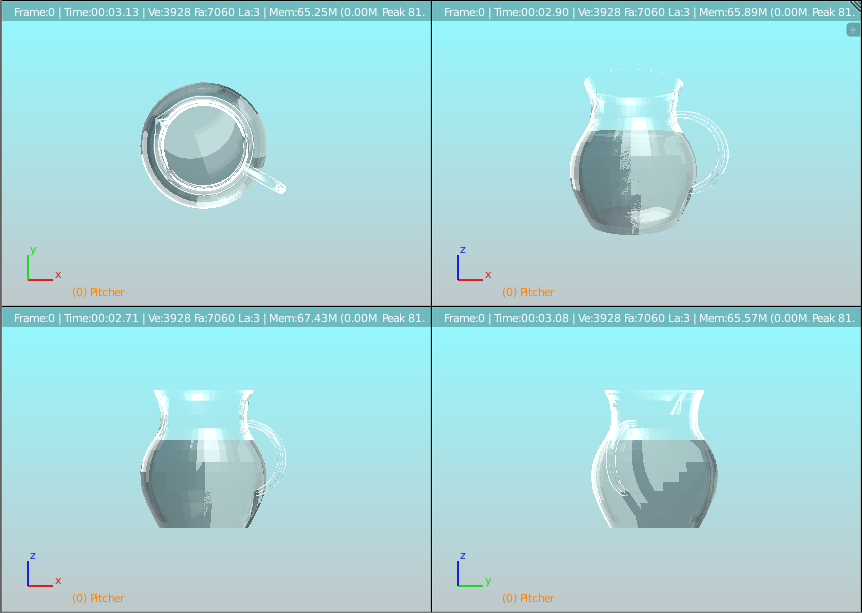 Frame:0 | Time:00:03.13 | Ve:3928 Fa:7060 La:3 | Mem:65.25M (0.00M. Peak 81.
Frame:0 | Time:00:02.90 | Ve:3928 Fa:7060 La:3 | Mem:65.89M (0.00M. Peak 81.
y
x
(0) Pitcher
z
x
(0) Pitcher
Frame:0 | Time:00:02.71 | Ve:3928 Fa:7060 La:3 | Mem:67.43M (0.00M. Peak 81.
Frame:0 | Time:00:03.08 | Ve:3928 Fa:7060 La:3 | Mem:65.57M (0.00M. Peak 81.
z
x
(0) Pitcher
z
y
(0) Pitcher